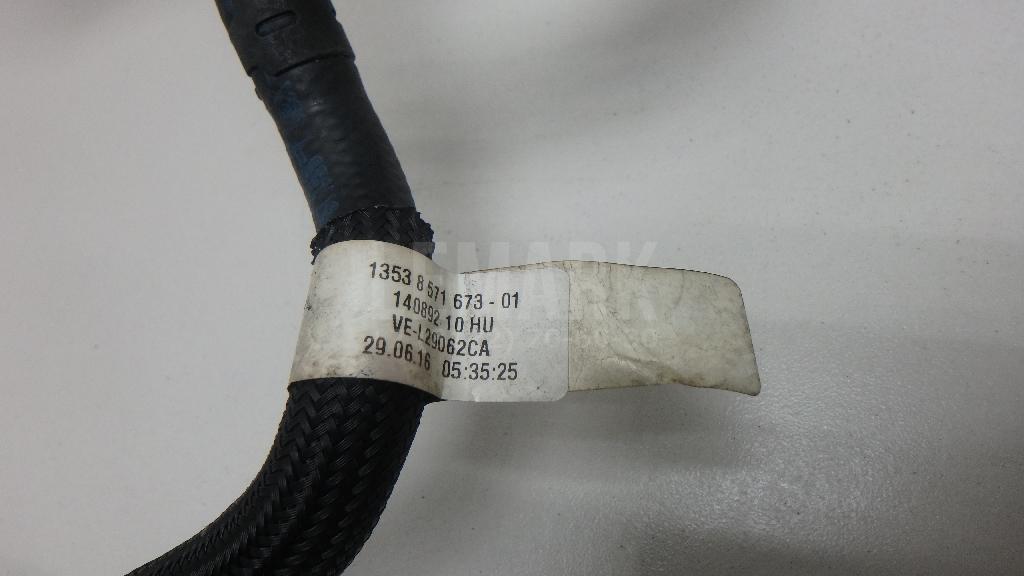 1353 8 571 673 - 01
140892.10 HU
VE-L29062CA
29.06.16 05:35:25